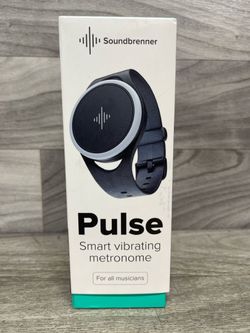 Soundbrenner
Pulse
Smart vibrating
metronome
For all musicians